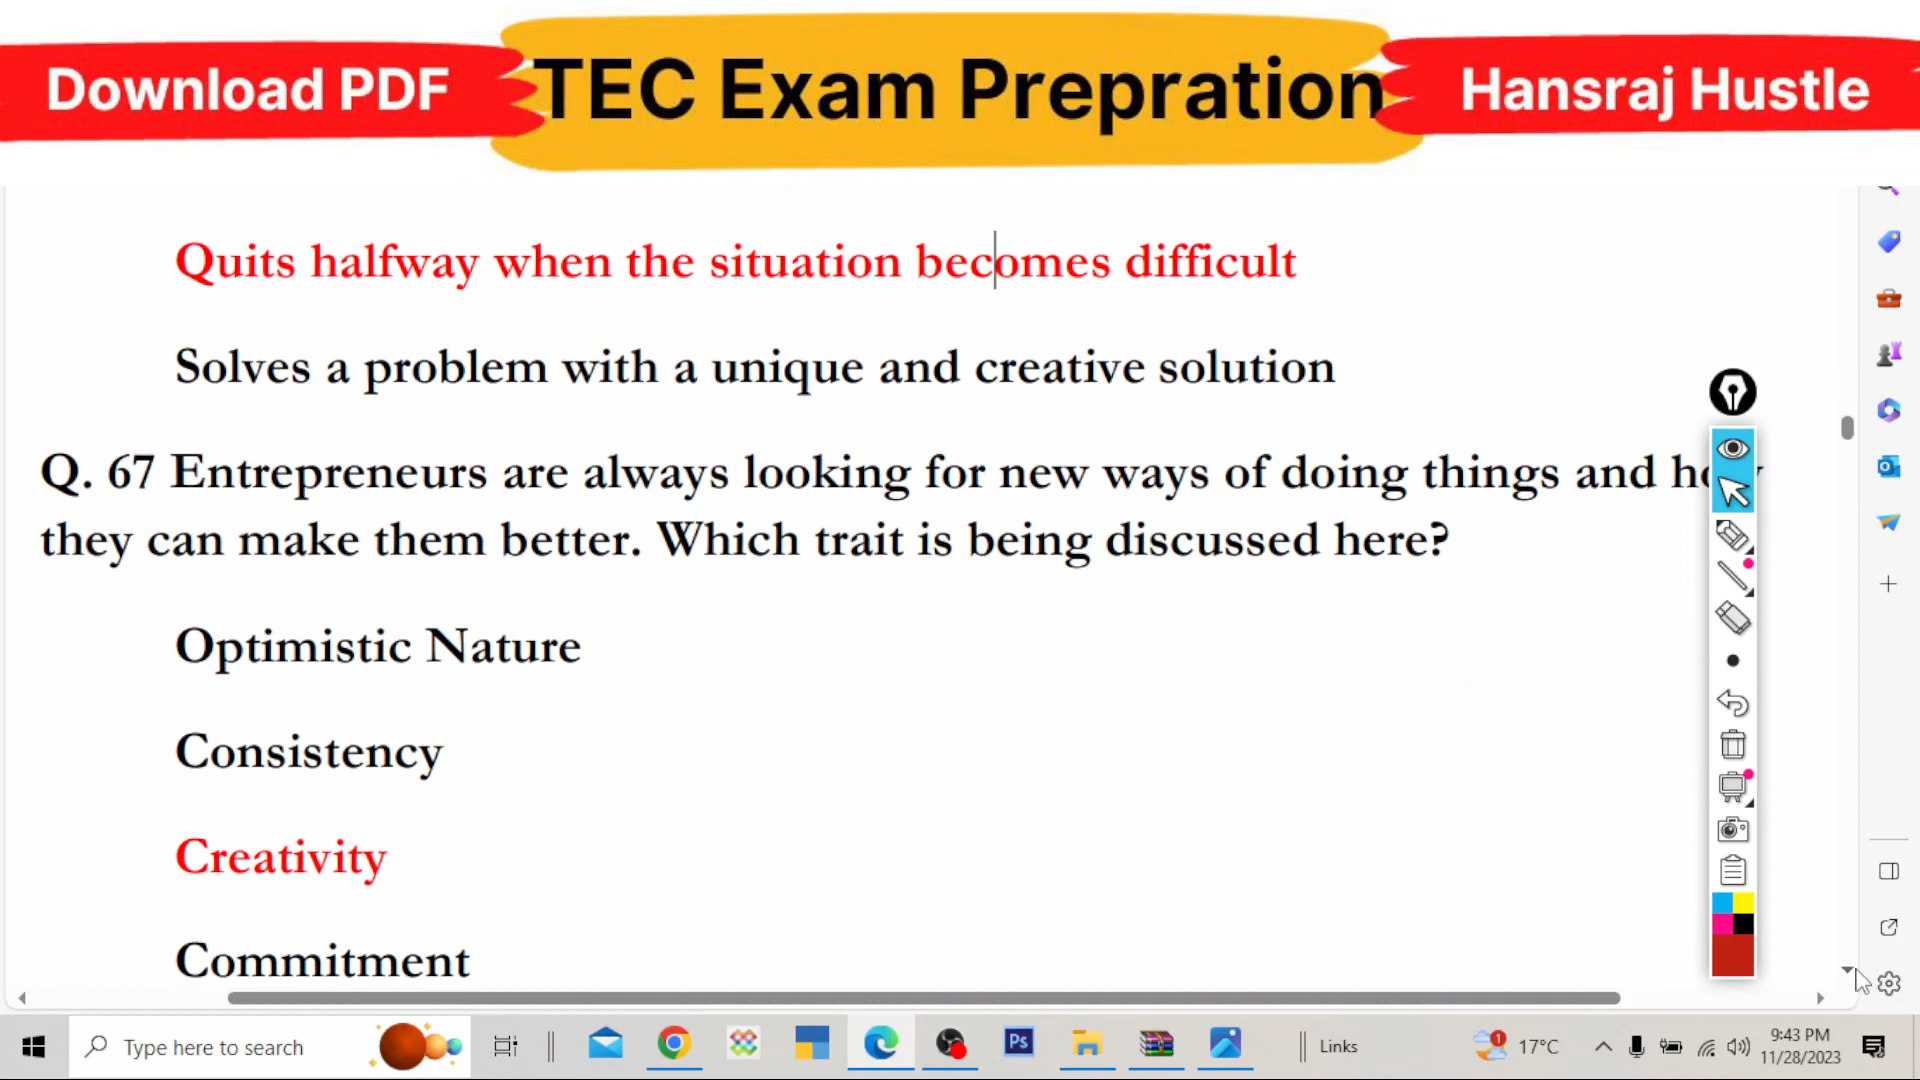 Download PDF
TEC Exam Prepration
Hansraj Hustle
Quits halfway when the situation becomes difficult
Solves a problem with a unique and creative solution
Q. 67 Entrepreneurs are always looking for new ways of doing things and how
they can make them better. Which trait is being discussed here?
Optimistic Nature
Consistency
Creativity
Commitment
Type here to search
Ps
Links
1
17°C
9:43 PM
11/28/2023